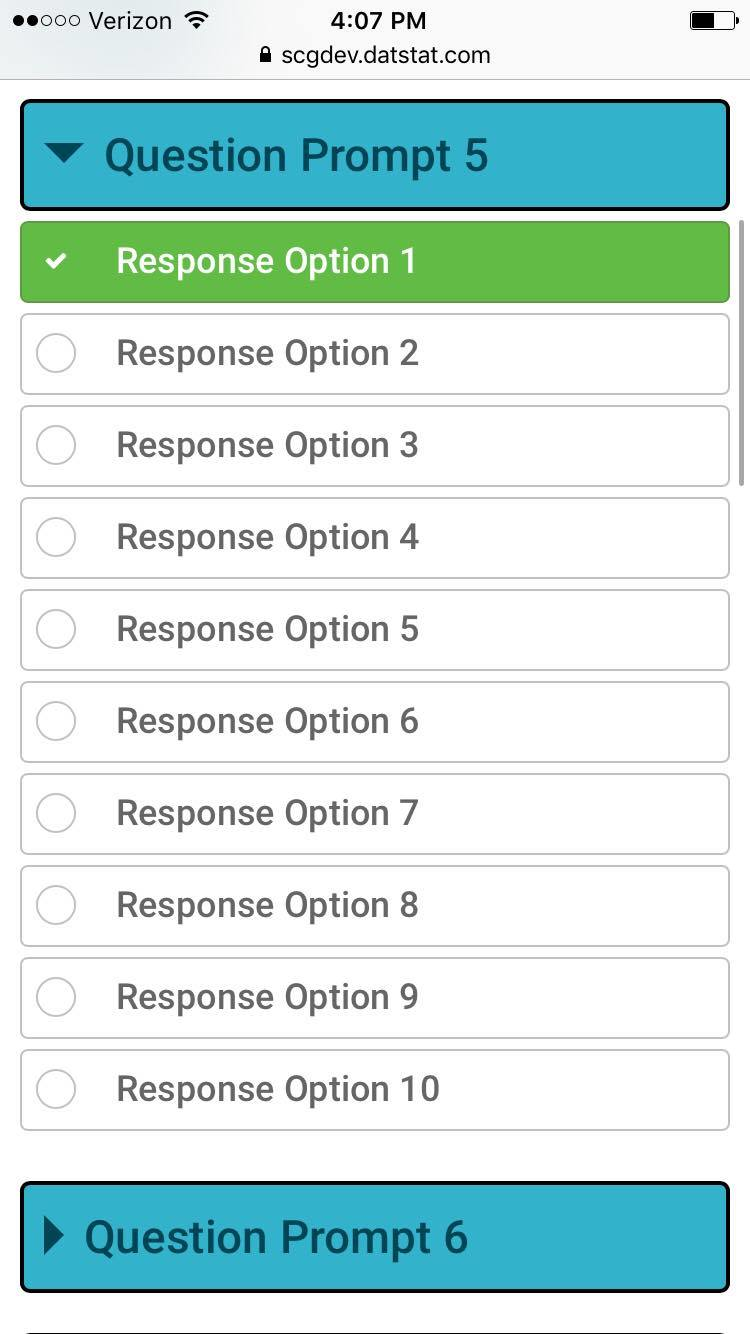 Verizon 4:07 PM
scgdev.datstat.com
Question Prompt 5
Response Option 1
Response Option 2
Response Option 3
Response Option 4
Response Option 5
Response Option 6
Response Option 7
Response Option 8
Response Option 9
Response Option 10
Question Prompt 6